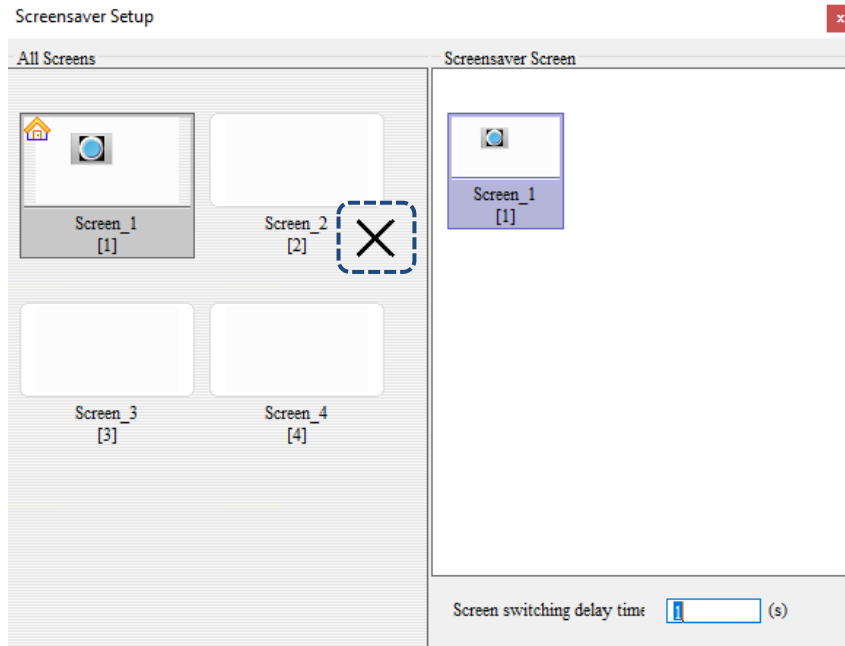 Screensaver Setup
x
All Screens
Screensaver Screen
Screen_1
[1]
Screen_2
[2]
Screen_3
[3]
Screen_4
[4]
Screen_1
[1]
Screen switching delay time
1
(s)